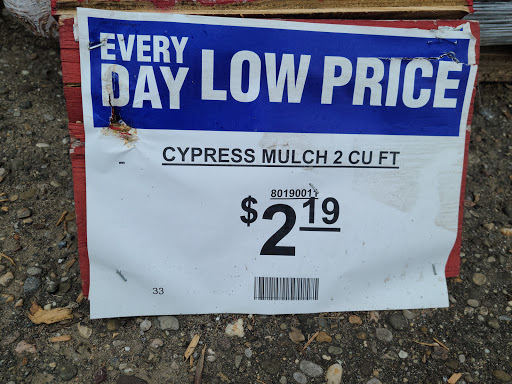 EVERY
DAY LOW PRICE
CYPRESS MULCH 2 CU FT
8019001
$2.19
33